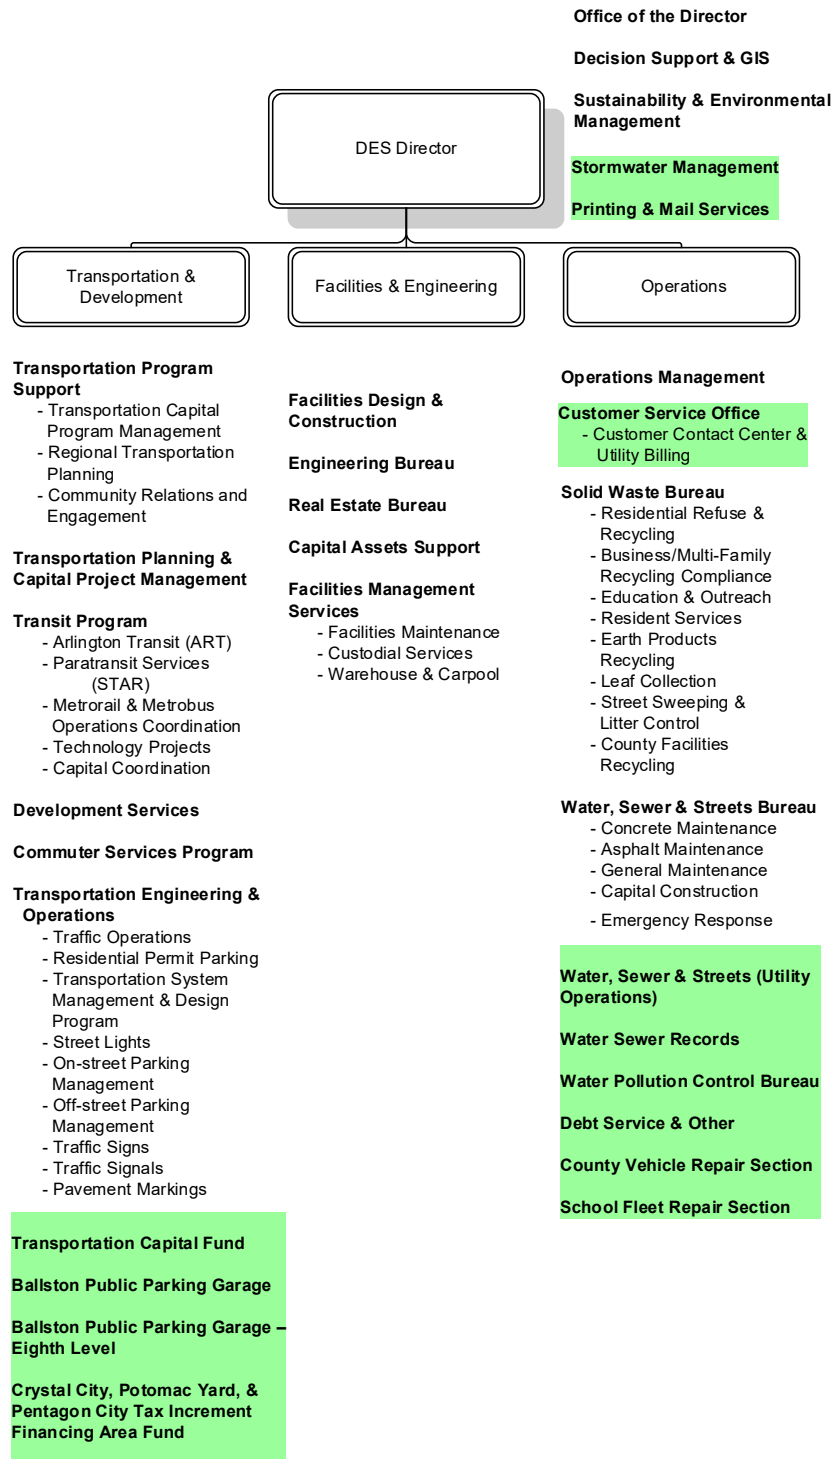 Office of the Director
Decision Support & GIS
Sustainability & Environmental
Management
Stormwater Management
Printing & Mail Services
DES Director
Transportation &
Development
Facilities & Engineering
Operations
Transportation Program
Support
- Transportation Capital
Program Management
- Regional Transportation
Planning
- Community Relations and
Engagement
Transportation Planning &
Capital Project Management
Transit Program
- Arlington Transit (ART)
- Paratransit Services
(STAR)
- Metrorail & Metrobus
Operations Coordination
- Technology Projects
- Capital Coordination
Development Services
Commuter Services Program
Transportation Engineering &
Operations
- Traffic Operations
- Residential Permit Parking
- Transportation System
Management & Design
Program
- Street Lights
- On-street Parking
Management
- Off-street Parking
Management
- Traffic Signs
- Traffic Signals
- Pavement Markings
Transportation Capital Fund
Ballston Public Parking Garage
Ballston Public Parking Garage –
Eighth Level
Crystal City, Potomac Yard, &
Pentagon City Tax Increment
Financing Area Fund
Facilities Design &
Construction
Engineering Bureau
Real Estate Bureau
Capital Assets Support
Facilities Management
Services
- Facilities Maintenance
- Custodial Services
- Warehouse & Carpool
Operations Management
Customer Service Office
- Customer Contact Center &
Utility Billing
Solid Waste Bureau
- Residential Refuse &
Recycling
- Business/Multi-Family
Recycling Compliance
- Education & Outreach
- Resident Services
- Earth Products
Recycling
- Leaf Collection
- Street Sweeping &
Litter Control
- County Facilities
Recycling
Water, Sewer & Streets Bureau
- Concrete Maintenance
- Asphalt Maintenance
- General Maintenance
- Capital Construction
- Emergency Response
Water, Sewer & Streets (Utility
Operations)
Water Sewer Records
Water Pollution Control Bureau
Debt Service & Other
County Vehicle Repair Section
School Fleet Repair Section